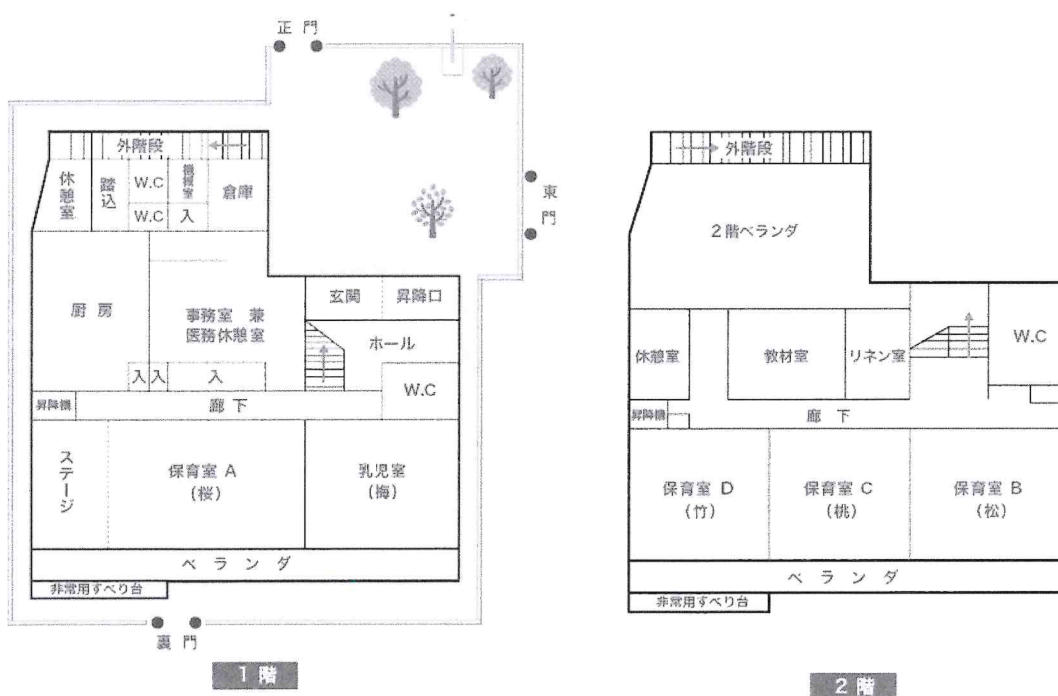 正 門
外階段
休憩室
踏込
W.C
機械室
倉庫
W.C
入
東門
厨 房
事務室 兼
医務休憩室
玄関
昇降口
ホール
入
入
入
W.C
昇降機
廊 下
ステージ
保育室 A
(桜)
乳児室
(梅)
ベ ラ ン ダ
非常用すべり台
裏 門
1 階
外階段
2階ベランダ
休憩室
教材室
リネン室
W.C
昇降機
廊 下
保育室 D
(竹)
保育室 C
(桃)
保育室 B
(松)
ベ ラ ン ダ
非常用すべり台
2 階